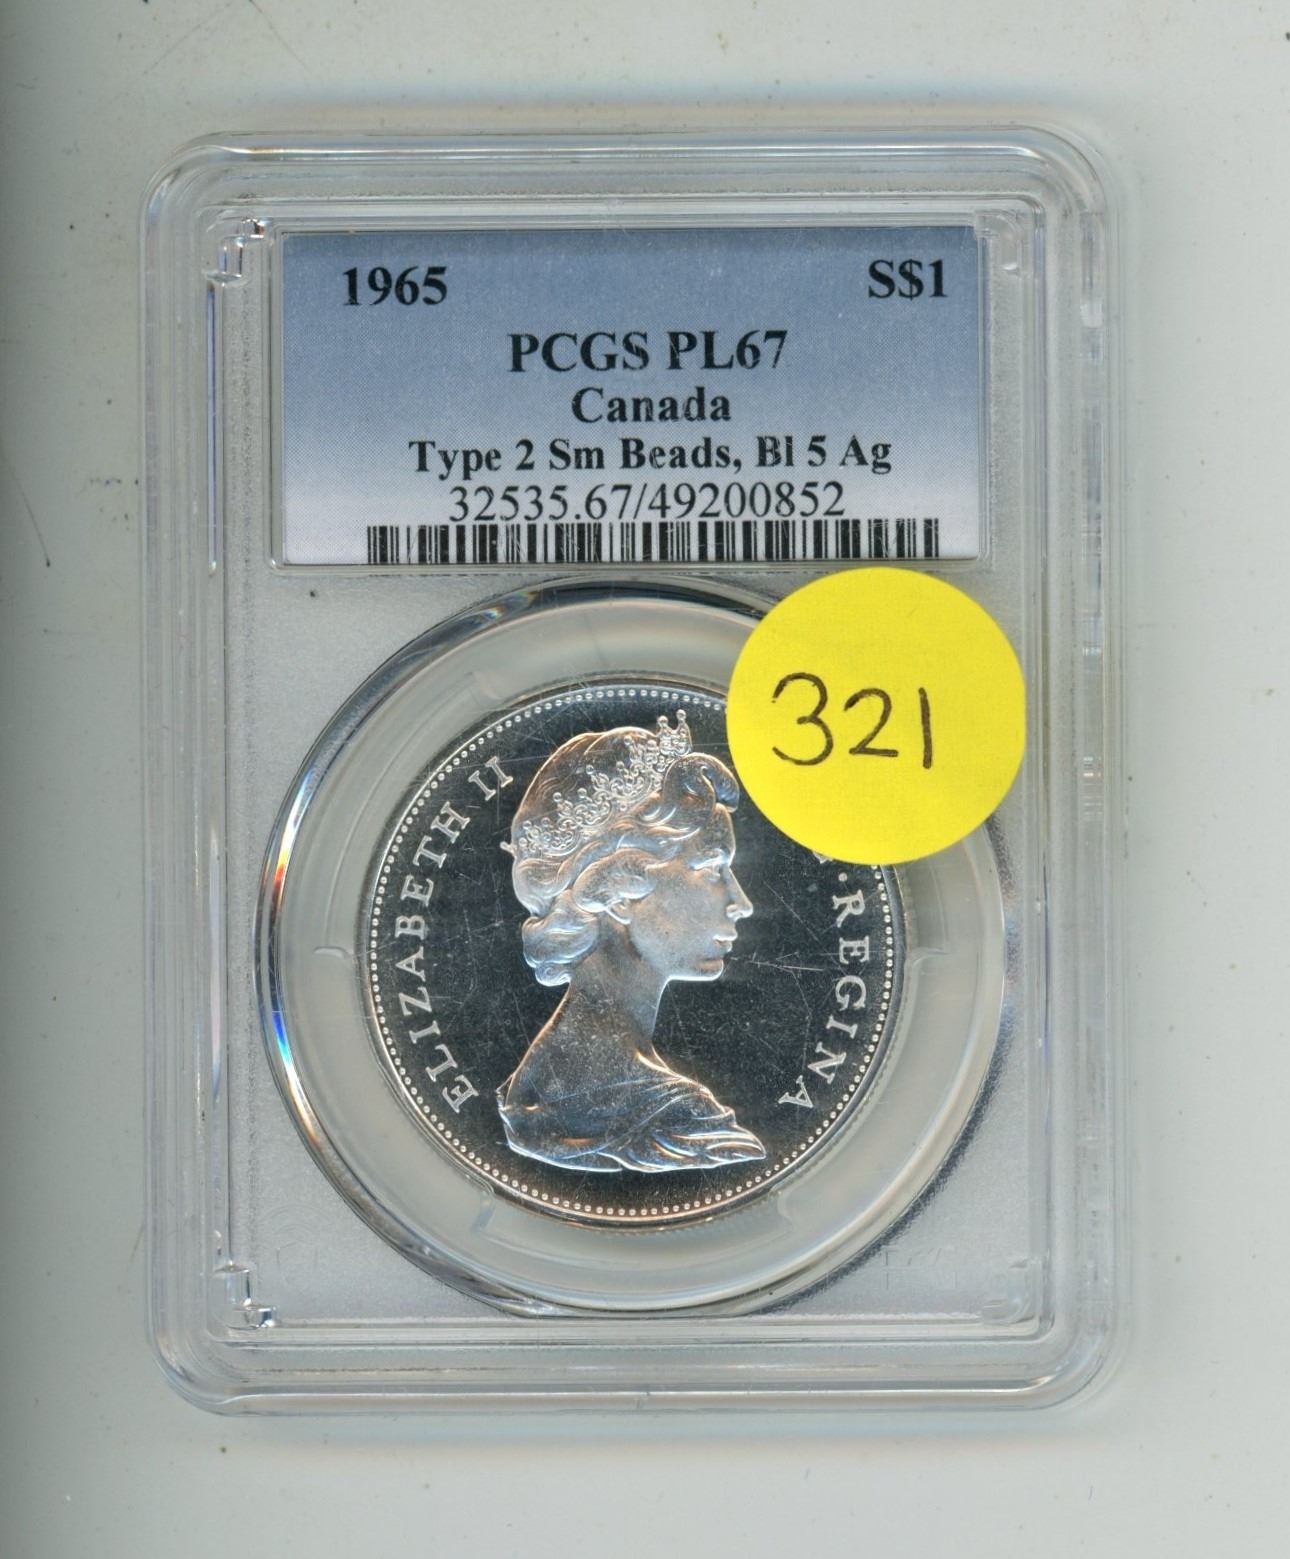 1965 S$1
PCGS PL67
Canada
Type 2 Sm Beads, Bl 5 Ag
32535.67/49200852
321
ELIZABETH II
. REGINA